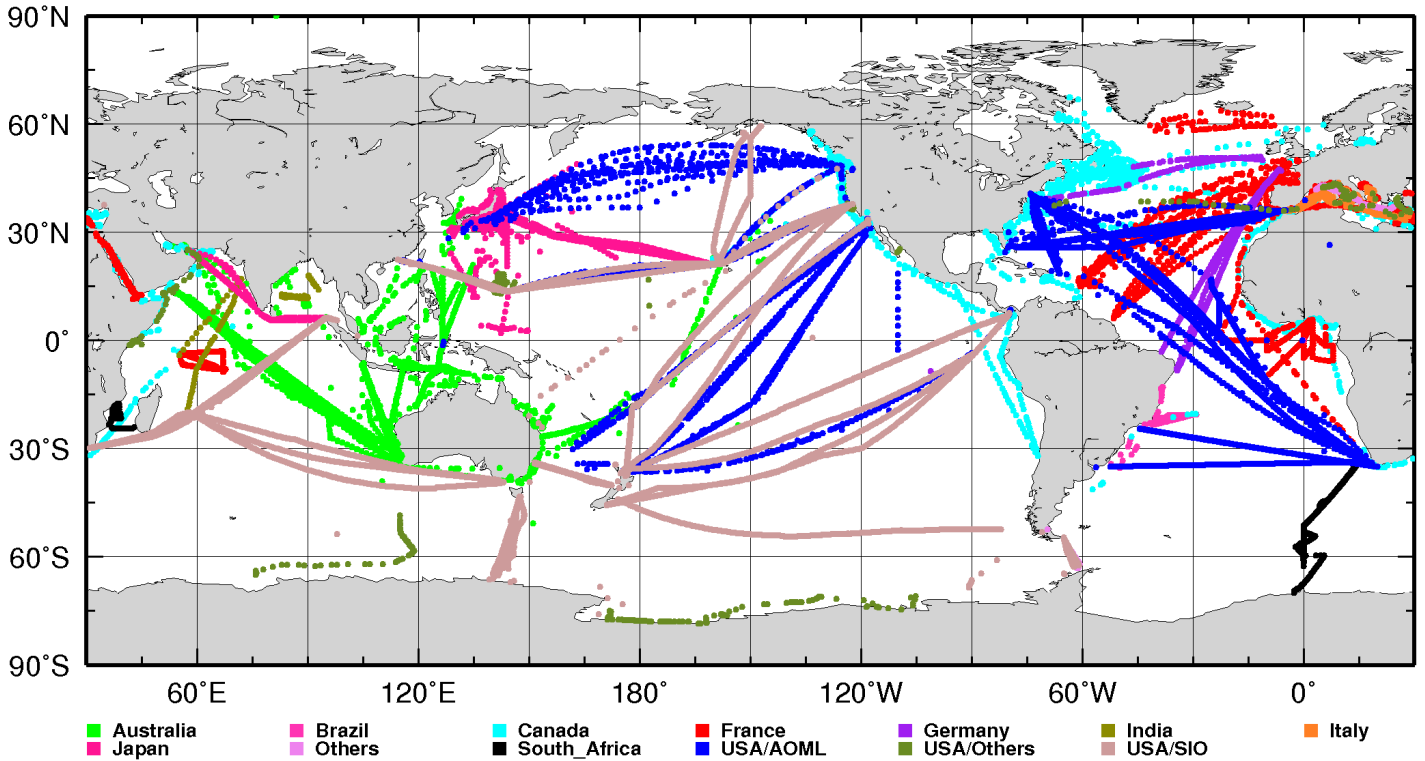 90°N
60°N
30°N
0°
30°S
60°S
90°S
60°E 120°E 180° 120°W 60°W 0°
Australia Brazil Canada France Germany India Italy
Japan Others South_Africa USA/AOML USA/Others USA/SIO